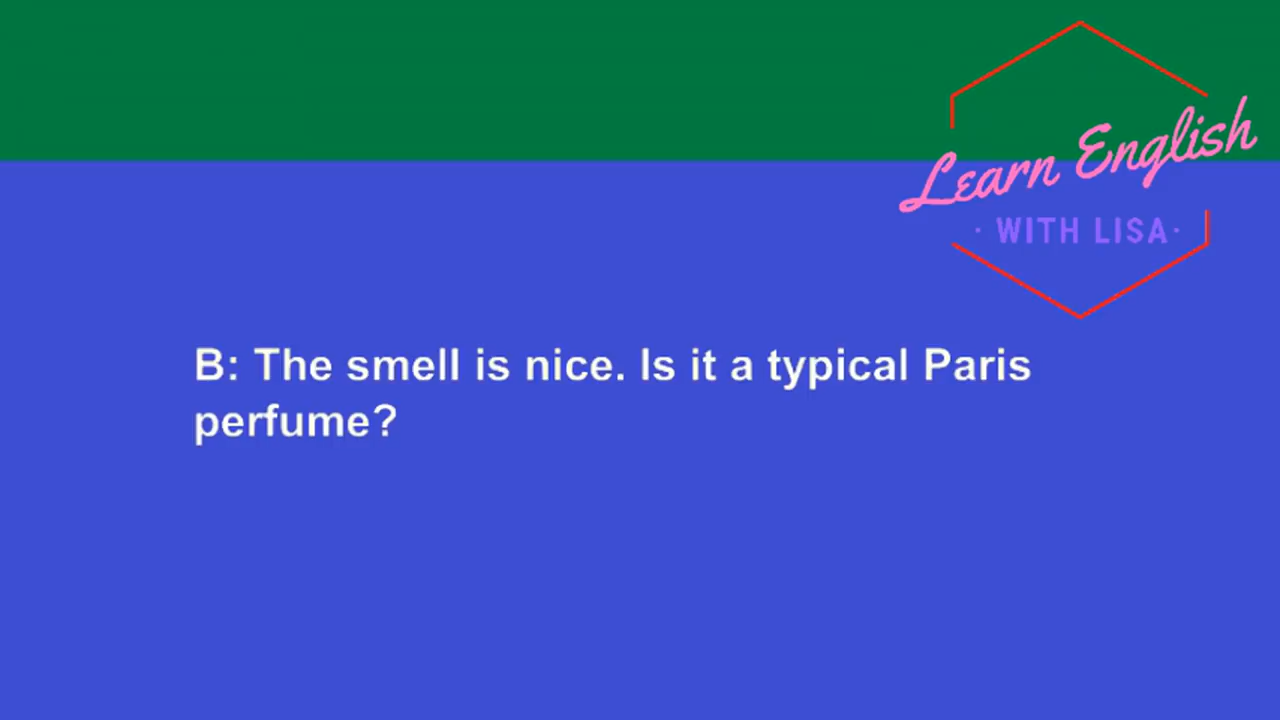 Learn English
· WITH LISA·
B: The smell is nice. Is it a typical Paris
perfume?